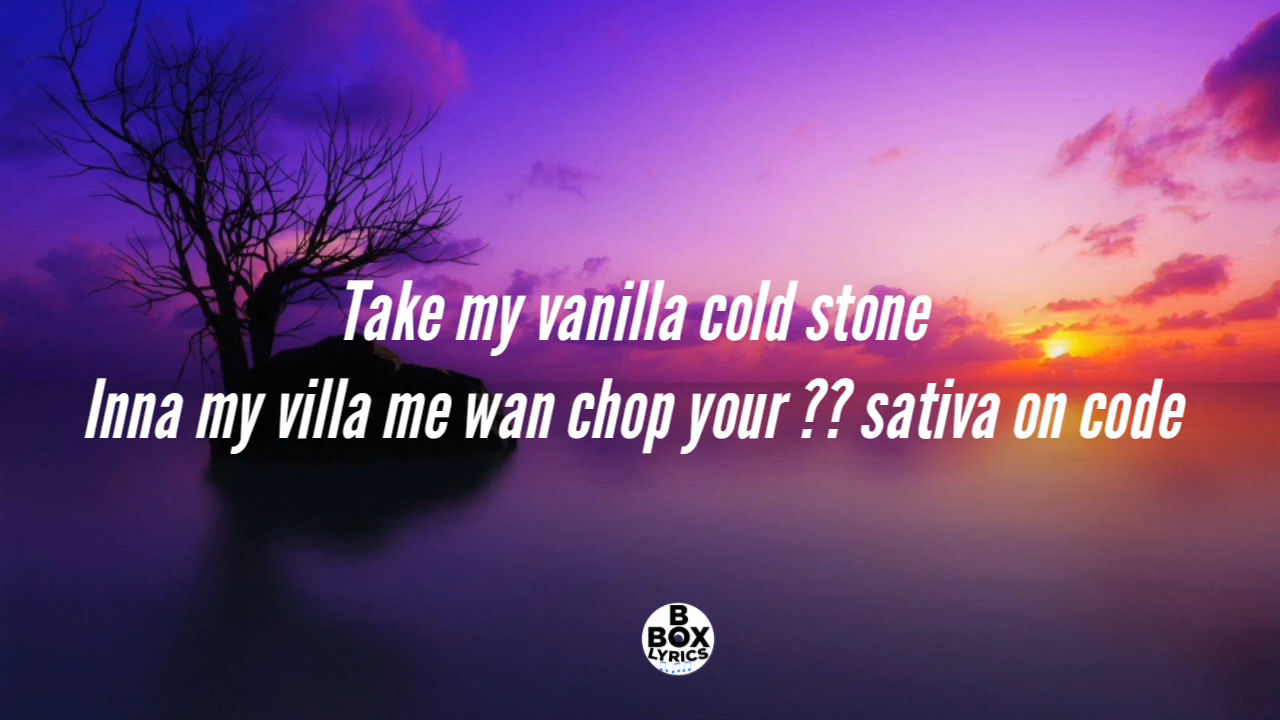 Take my vanilla cold stone
Inna my villa me wan chop your ?? sativa on code
B
BOX
LYRICS